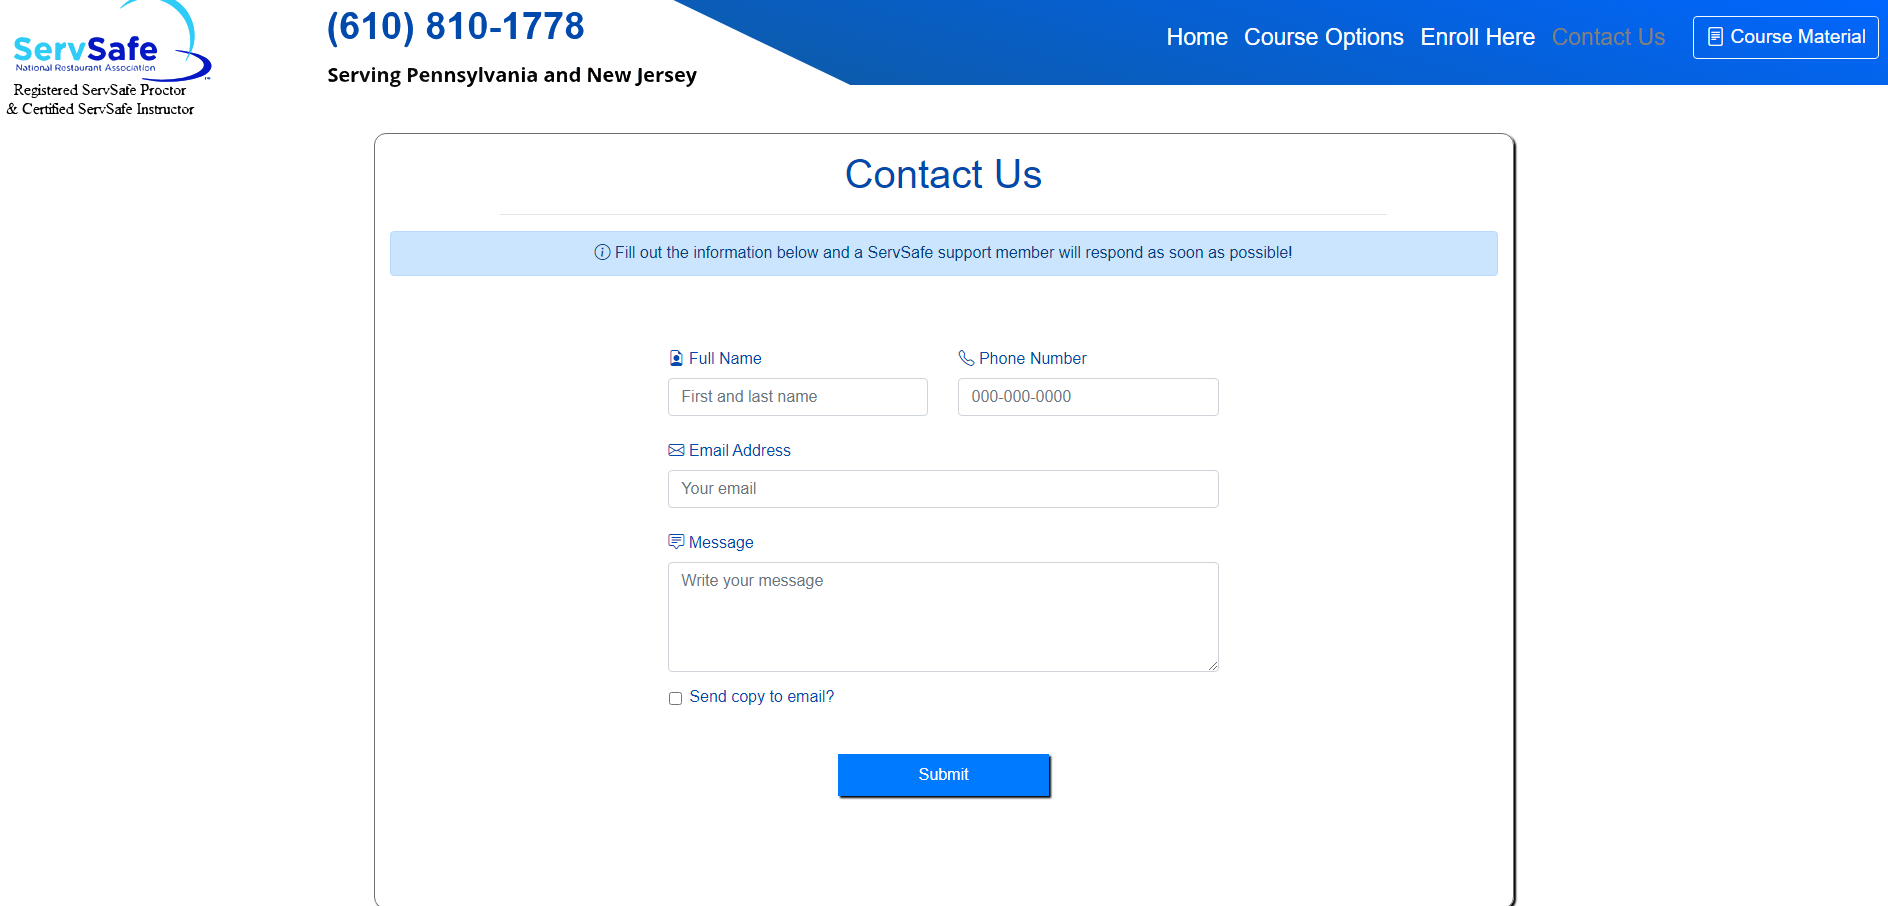 ServSafe
National Restaurant Association
TM
Registered ServSafe Proctor
& Certified ServSafe Instructor
(610) 810-1778
Serving Pennsylvania and New Jersey
Home Course Options Enroll Here Contact Us Course Material
Contact Us
Fill out the information below and a ServSafe support member will respond as soon as possible!
Full Name Phone Number
First and last name 000-000-0000
Email Address
Your email
Message
Write your message
Send copy to email?
Submit